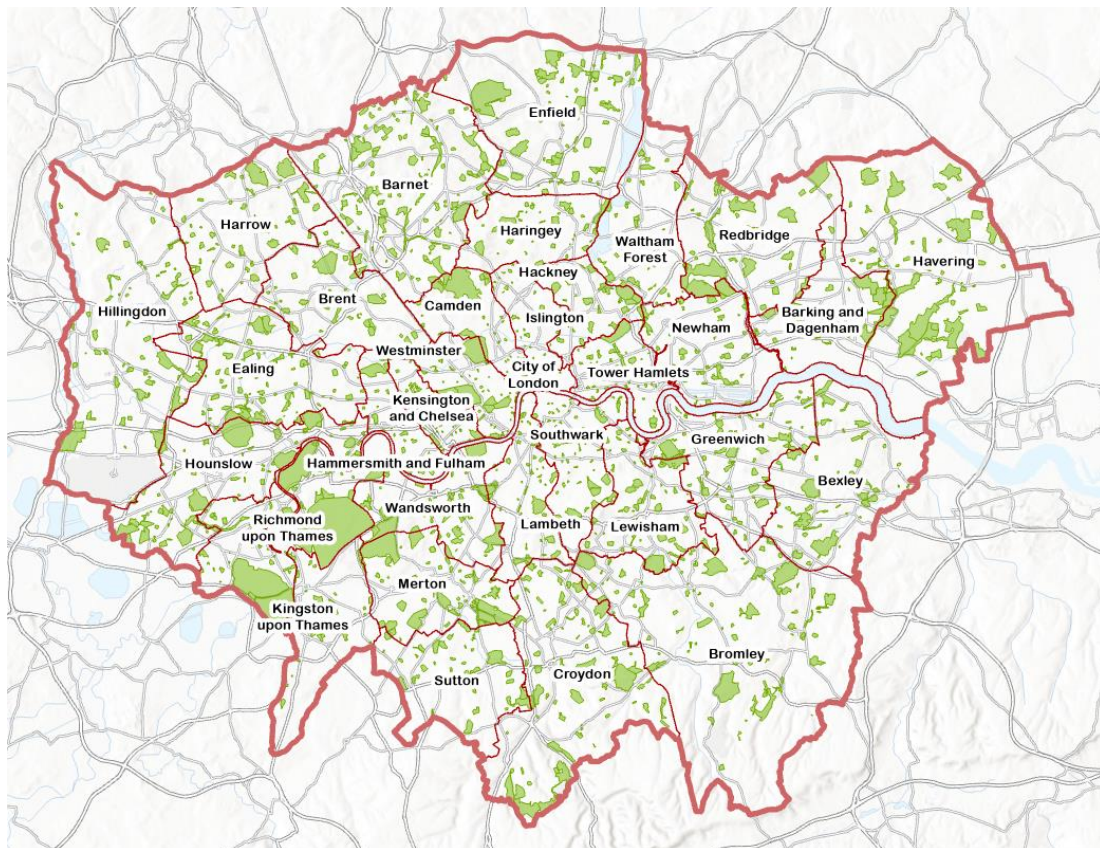 Enfield
Barnet
Harrow
Haringey
Waltham
Forest
Redbridge
Havering
Hackney
Hillingdon
Brent
Camden
Islington
Newham
Barking and
Dagenham
Westminster
Ealing
City of
London
Tower Hamlets
Kensington
and Chelsea
Southwark
Greenwich
Hounslow
Hammersmith and Fulham
Bexley
Wandsworth
Richmond
upon Thames
Lambeth
Lewisham
Merton
Kingston
upon Thames
Bromley
Sutton
Croydon